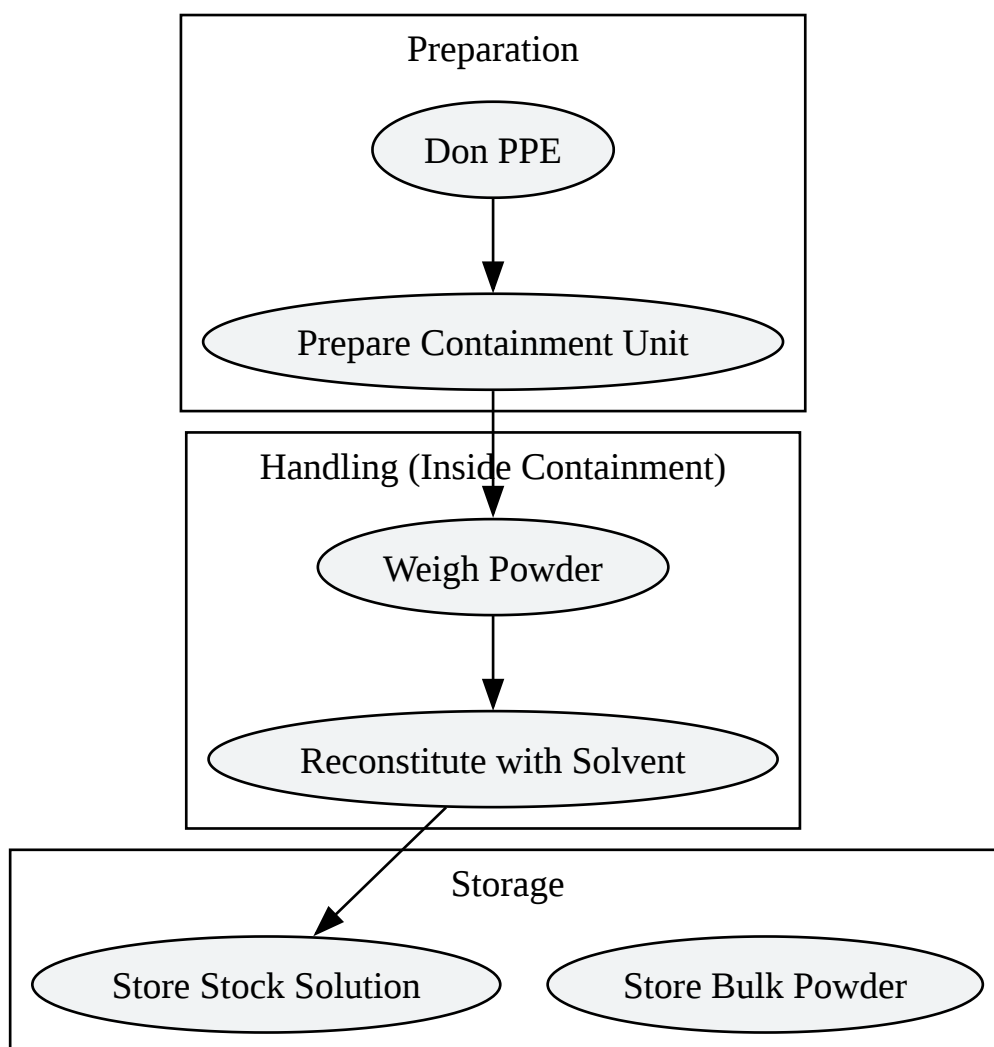 Preparation
Don PPE
Prepare Containment Unit
Handling (Inside Containment)
Weigh Powder
Reconstitute with Solvent
Storage
Store Stock Solution
Store Bulk Powder